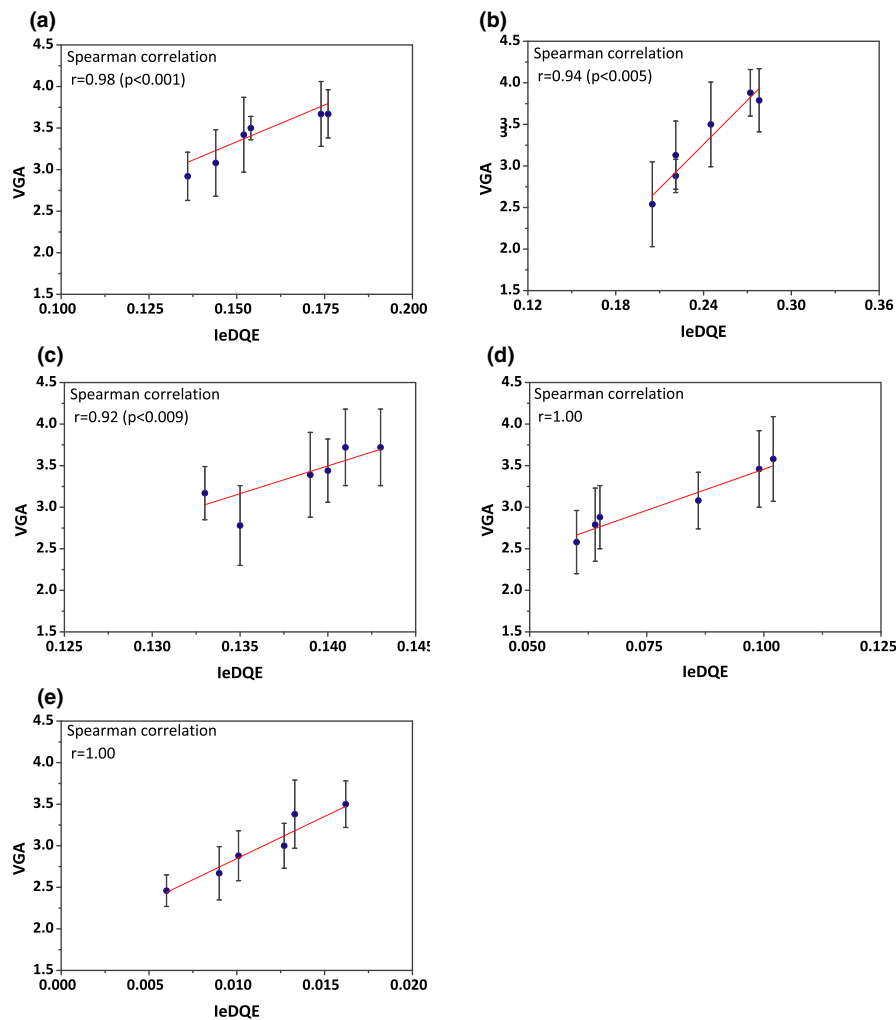 (a)
Spearman correlation
r=0.98 (p<0.001)
4.5
4.0
3.5
3.0
2.5
2.0
1.5
VGA
0.100 0.125 0.150 0.175 0.200
IeDQE
(b)
Spearman correlation
r=0.94 (p<0.005)
4.5
4.0
3.5
3.0
2.5
2.0
1.5
VGA
0.12 0.18 0.24 0.30 0.36
IeDQE
(c)
Spearman correlation
r=0.92 (p<0.009)
4.5
4.0
3.5
3.0
2.5
2.0
1.5
VGA
0.125 0.130 0.135 0.140 0.145
IeDQE
(d)
Spearman correlation
r=1.00
4.5
4.0
3.5
3.0
2.5
2.0
1.5
VGA
0.050 0.075 0.100 0.125
IeDQE
(e)
Spearman correlation
r=1.00
4.5
4.0
3.5
3.0
2.5
2.0
1.5
VGA
0.000 0.005 0.010 0.015 0.020
IeDQE